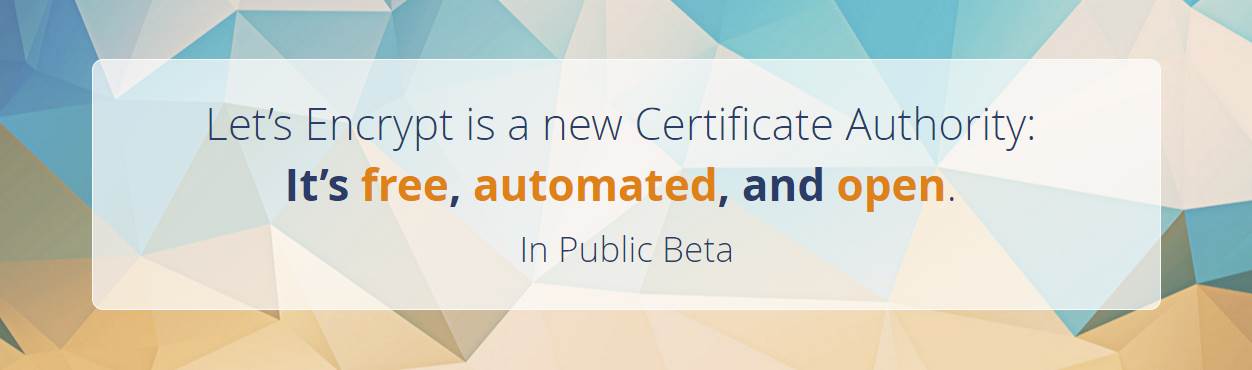 Let’s Encrypt is a new Certificate Authority:
It’s free, automated, and open.
In Public Beta